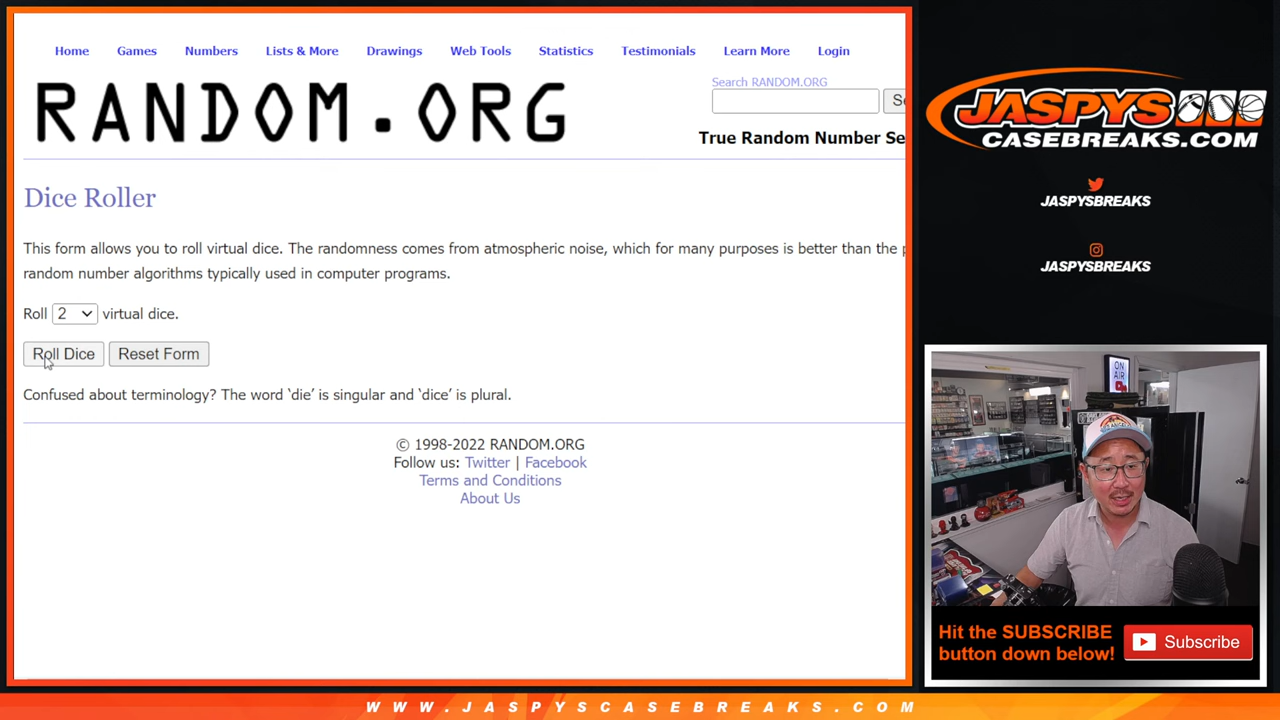 Home Games Numbers Lists & More Drawings Web Tools Statistics Testimonials Learn More Login
RANDOM.ORG
Search RANDOM.ORG
True Random Number Se
Dice Roller
This form allows you to roll virtual dice. The randomness comes from atmospheric noise, which for many purposes is better than the
random number algorithms typically used in computer programs.
Roll 2 virtual dice.
Roll Dice Reset Form
Confused about terminology? The word ‘die’ is singular and ‘dice’ is plural.
© 1998-2022 RANDOM.ORG
Follow us: Twitter | Facebook
Terms and Conditions
About Us
JASPYS
CASEBREAKS.COM
JASPYSBREAKS
JASPYSBREAKS
ON
AIR
Hit the SUBSCRIBE
button down below!
Subscribe
WWW.JASPYSCASEBREAKS.COM